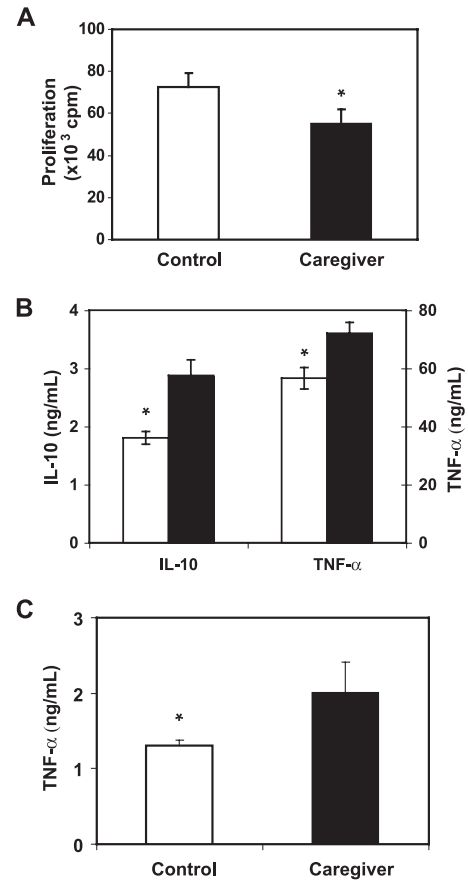 A
Proliferation
(x10 3 cpm)
100
80
60
40
20
0
*
Control Caregiver
B
IL-10 (ng/mL)
4
3
2
1
0
*
*
80
60
40
20
0
TNF-α (ng/mL)
IL-10 TNF-α
C
TNF-α (ng/mL)
3
2
1
0
*
Control Caregiver